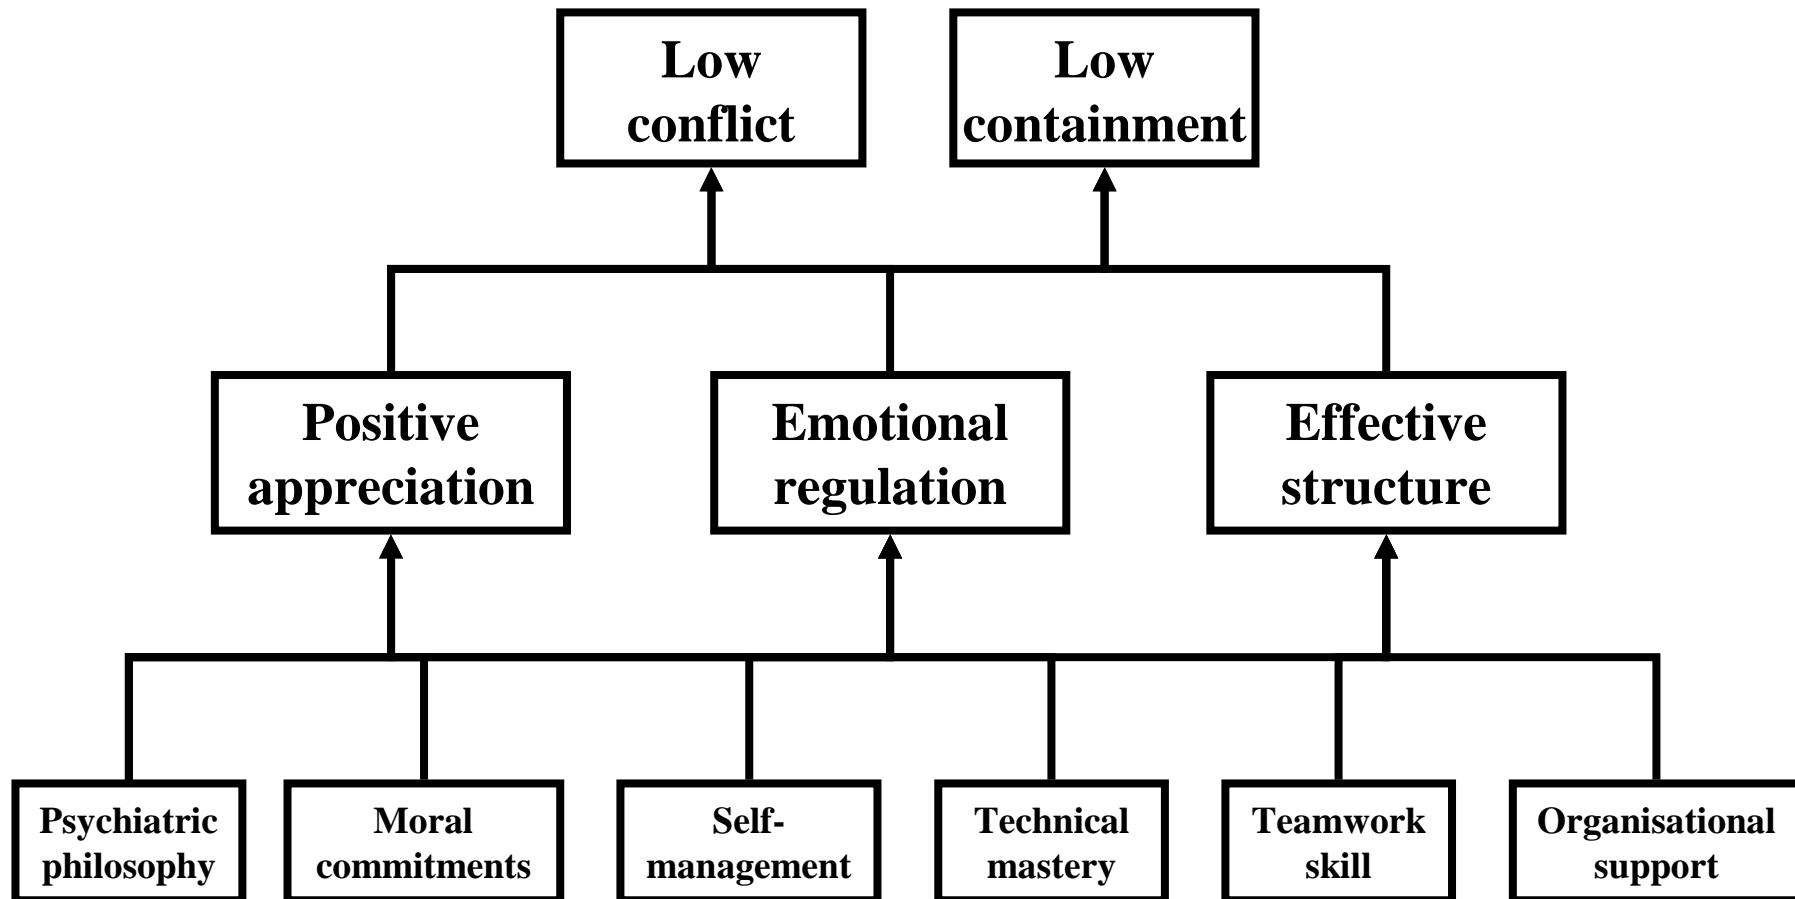 Low
conflict
Low
containment
Positive
appreciation
Emotional
regulation
Effective
structure
Psychiatric
philosophy
Moral
commitments
Self-
management
Technical
mastery
Teamwork
skill
Organisational
support